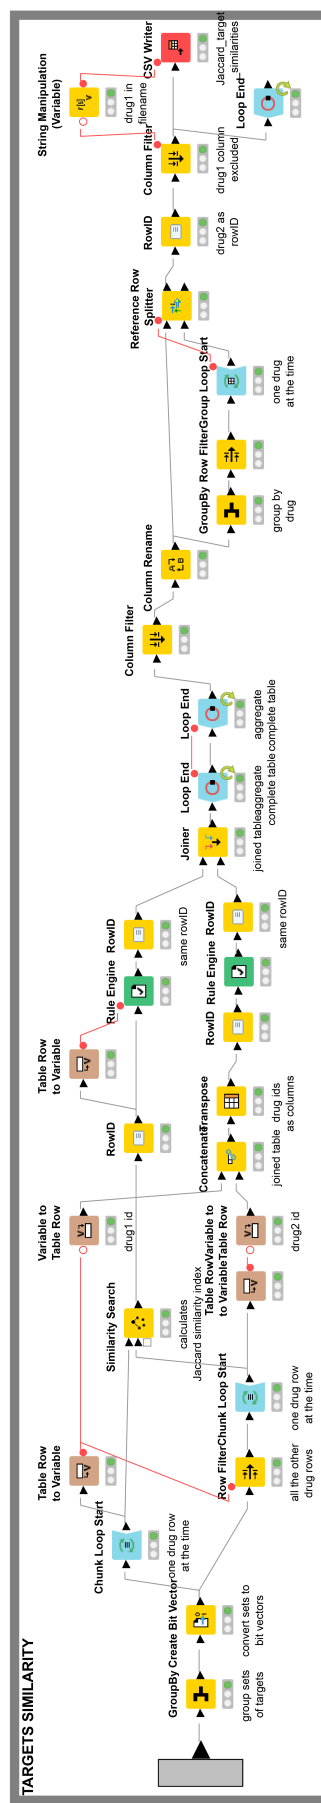 TARGETS SIMILARITY
GroupBy
group sets
of targets
Create Bit Vector
convert sets to
bit vectors
Chunk Loop Start
one drug row
at the time
Table Row
to Variable
Row Filter
all the other
drug rows
Chunk Loop Start
one drug row
at the time
Similarity Search
calculates
Jaccard similarity index
Variable to
Table Row
drug1 id
Table Row
to Variable
Variable to
Table Row
drug2 id
Concatenate
joined table
Transpose
drug ids
as columns
RowID
Table Row
to Variable
Rule Engine
RowID
same rowID
RowID
Rule Engine
RowID
same rowID
Joiner
joined table
Loop End
aggregate
complete table
Loop End
aggregate
complete table
Column Filter
Column Rename
GroupBy
group by
drug
Row Filter
Group Loop Start
one drug
at the time
Reference Row
Splitter
RowID
drug2 as
rowID
Column Filter
drug1 column
excluded
String Manipulation
(Variable)
drug1 in
filename
CSV Writer
Jaccard_target
similarities
Loop End